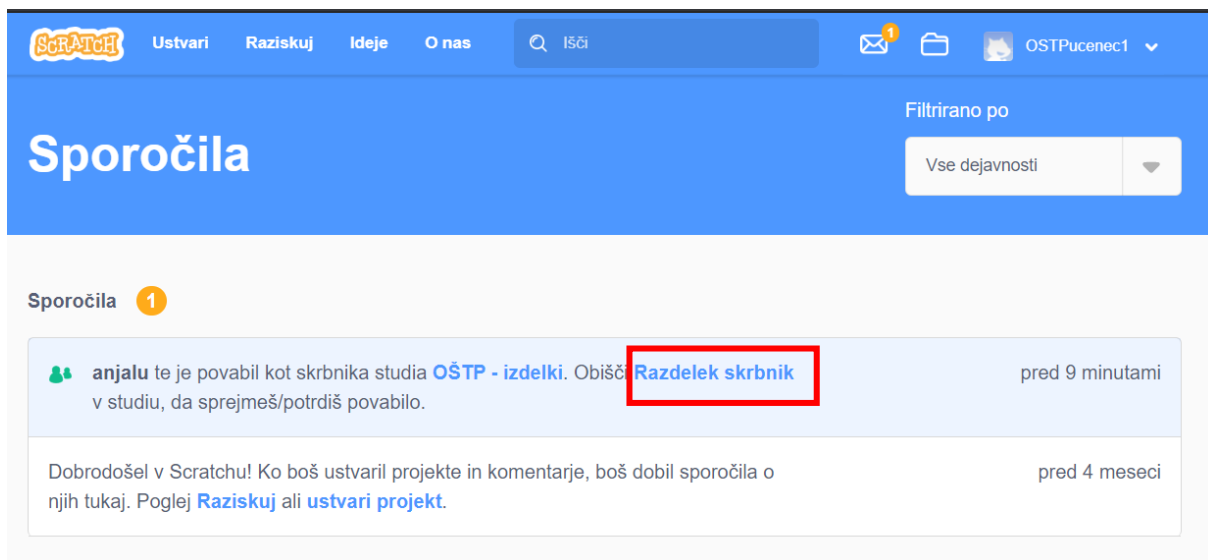 SCRATCH Ustvari Raziskuj Ideje O nas Išči 1 OSTPucenec1
Filtrirano po
Sporočila
Vse dejavnosti
Sporočila 1
anjalu te je povabil kot skrbnika studia OŠTP - izdelki. Obišči Razdelek skrbnik pred 9 minutami
v studiu, da sprejmeš/potrdiš povabilo.
Dobrodošel v Scratchu! Ko boš ustvaril projekte in komentarje, boš dobil sporočila o pred 4 meseci
njih tukaj. Poglej Raziskuj ali ustvari projekt.